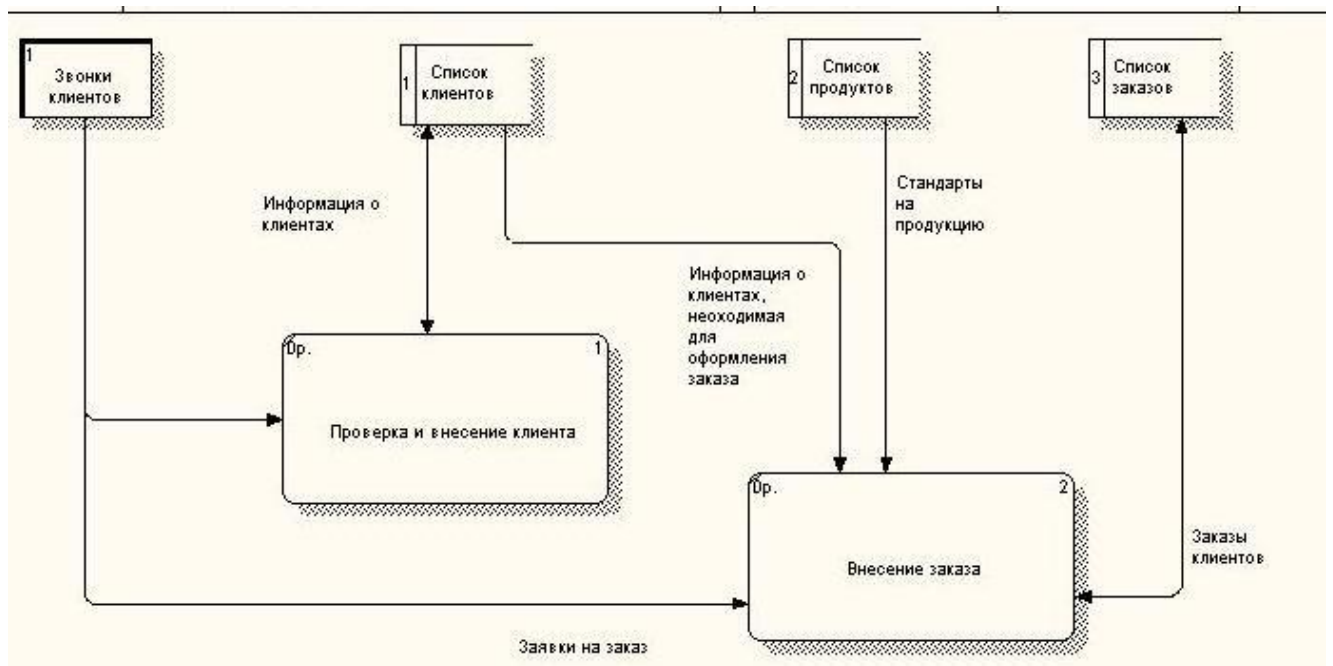 1
Звонки
клиентов
1
Список
клиентов
2
Список
продуктов
3
Список
заказов
Информация о
клиентах
Стандарты
на
продукцию
Информация о
клиентах,
неоходимая
для
оформления
заказа
0р.
1
Проверка и внесение клиента
0р.
2
Внесение заказа
Заказы
клиентов
Заявки на заказ